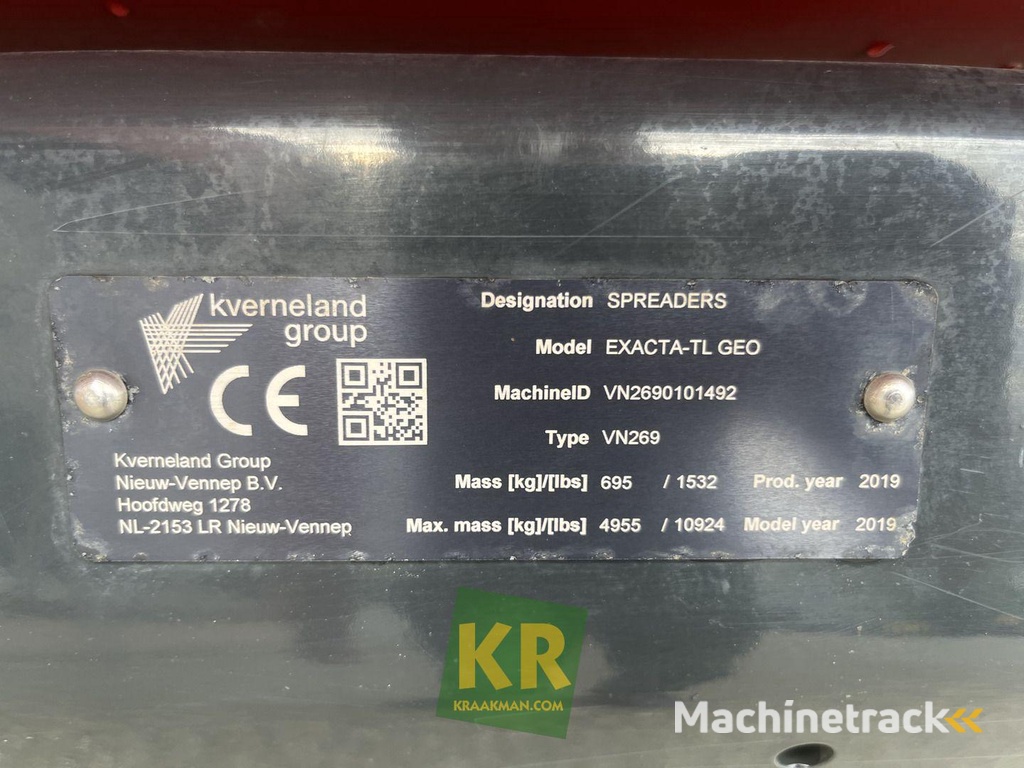 kverneland
group
CE
Kverneland Group
Nieuw-Vennep B.V.
Hoofdweg 1278
NL-2153 LR Nieuw-Vennep
Designation SPREADERS
Model EXACTA-TL GEO
MachineID VN2690101492
Type VN269
Mass [kg]/[lbs] 695 / 1532 Prod. year 2019
Max. mass [kg]/[lbs] 4955 / 10924 Model year 2019
KR
KRAAKMAN.COM
Machinetrack